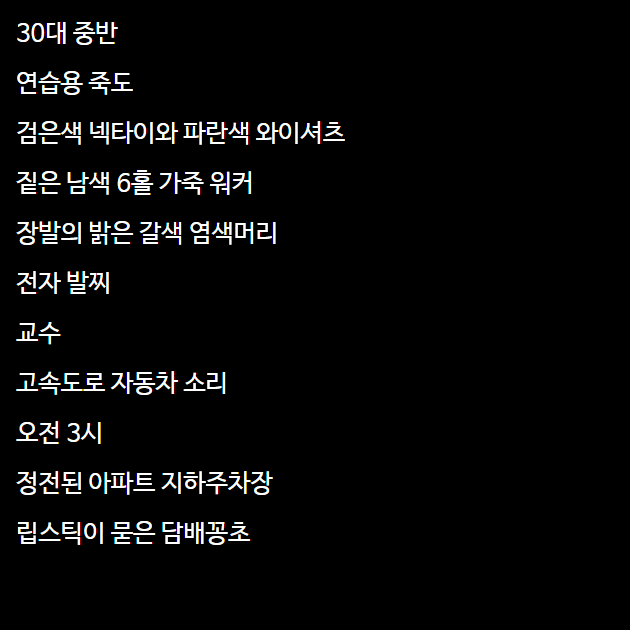 30대 중반
연습용 죽도
검은색 넥타이와 파란색 와이셔츠
짙은 남색 6홀 가죽 워커
장발의 밝은 갈색 염색머리
전자 발찌
교수
고속도로 자동차 소리
오전 3시
정전된 아파트 지하주차장
립스틱이 묻은 담배꽁초